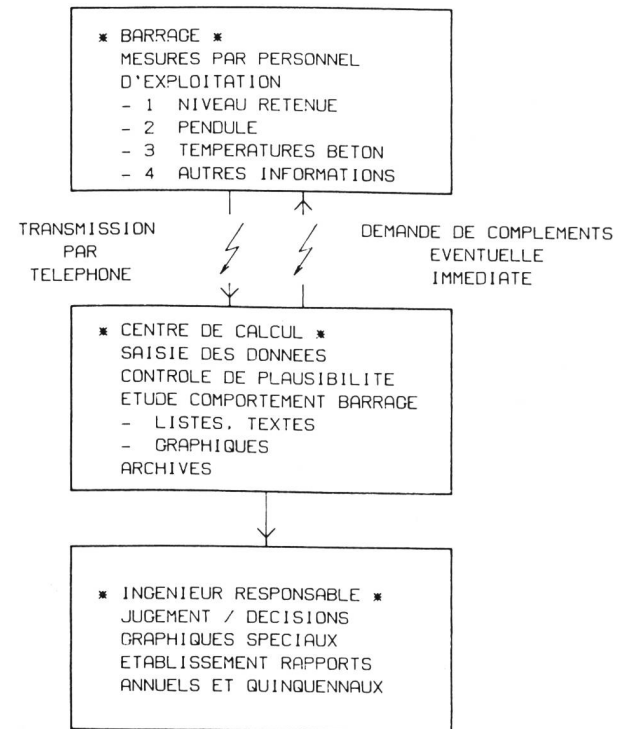 * BARRAGE *
MESURES PAR PERSONNEL
D'EXPLOITATION
- 1 NIVEAU RETENUE
- 2 PENDULE
- 3 TEMPERATURES BETON
- 4 AUTRES INFORMATIONS
TRANSMISSION
PAR
TELEPHONE
DEMANDE DE COMPLEMENTS
EVENTUELLE
IMMEDIATE
* CENTRE DE CALCUL *
SAISIE DES DONNEES
CONTROLE DE PLAUSIBILITE
ETUDE COMPORTEMENT BARRAGE
- LISTES, TEXTES
- GRAPHIQUES
ARCHIVES
* INGENIEUR RESPONSABLE *
JUGEMENT / DECISIONS
GRAPHIQUES SPECIAUX
ETABLISSEMENT RAPPORTS
ANNUELS ET QUINQUENNAUX